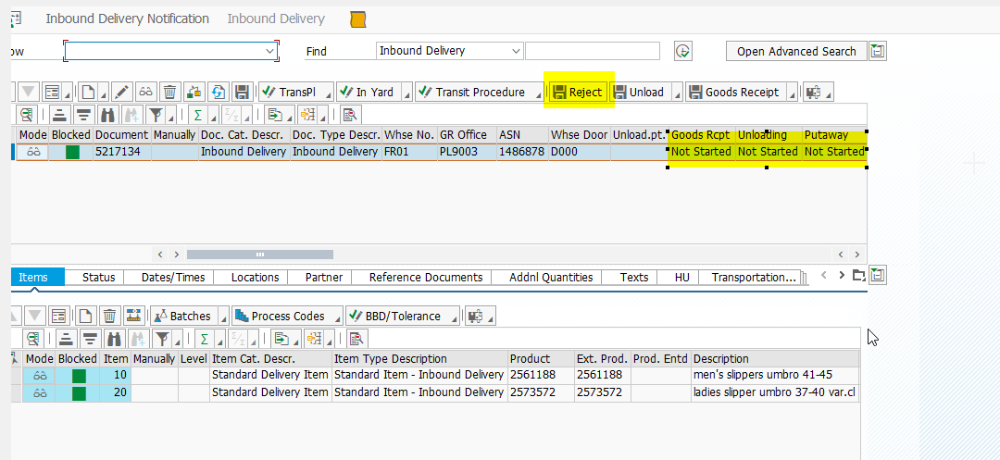 Inbound Delivery Notification Inbound Delivery
ow Find Inbound Delivery Open Advanced Search
TransPl In Yard Transit Procedure Reject Unload Goods Receipt
Mode Blocked Document Manually Doc. Cat. Descr. Doc. Type Descr. Whse No. GR Office ASN Whse Door Unload.pt. Goods Rcpt Unloading Putaway
5217134 Inbound Delivery Inbound Delivery FR01 PL9003 1486878 D000 Not Started Not Started Not Started
Items Status Dates/Times Locations Partner Reference Documents Addnl Quantities Texts HU Transportation...
Batches Process Codes BBD/Tolerance
Mode Blocked Item Manually Level Item Cat. Descr. Item Type Description Product Ext. Prod. Prod. Entd Description
10 Standard Delivery Item Standard Item - Inbound Delivery 2561188 2561188 men's slippers umbro 41-45
20 Standard Delivery Item Standard Item - Inbound Delivery 2573572 2573572 ladies slipper umbro 37-40 var.cl